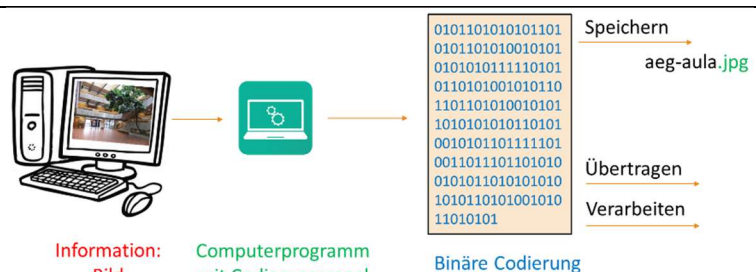 0101101010101101
0101101010010101
0101010111110101
0110101001010110
1101101010010101
1010101010110101
0010101101111101
0011011101101010
0101011010101010
1010110101001010
11010101
Speichern
aeg-aula.jpg
Übertragen
Verarbeiten
Information:
Computerprogramm
Binäre Codierung